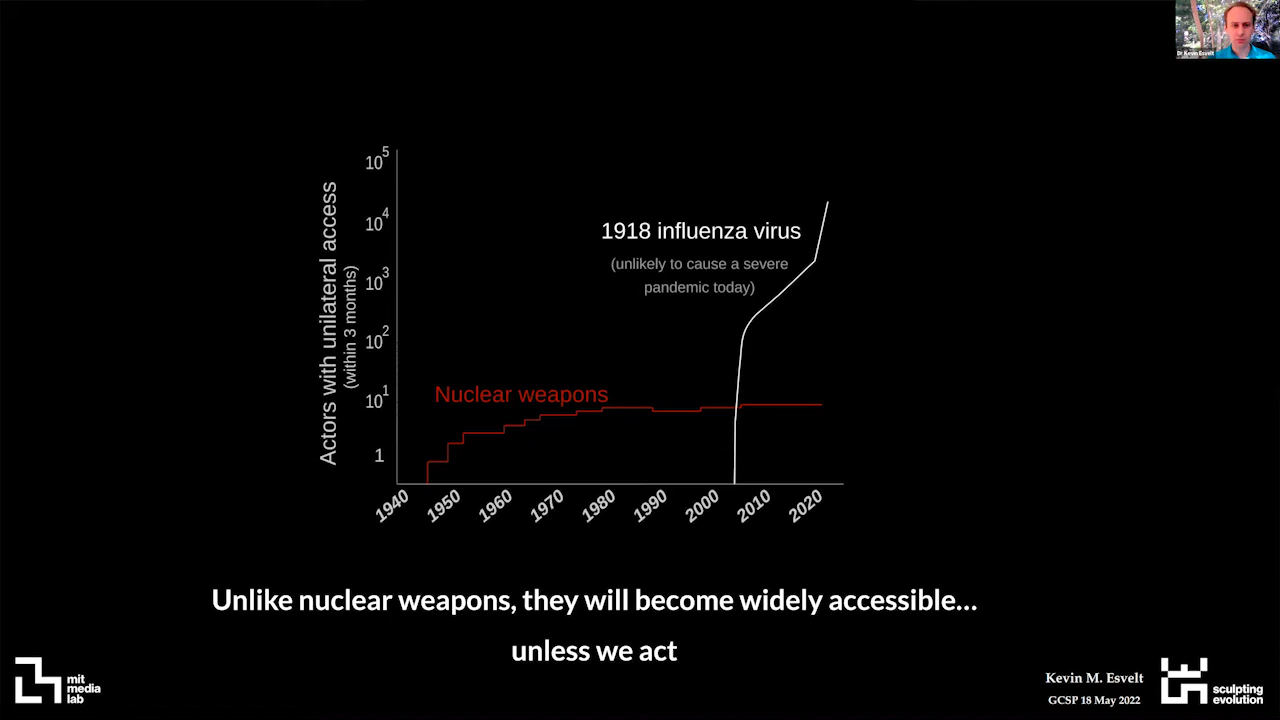 Dr Kevin Esvelt
Actors with unilateral access
(within 3 months)
10^5
10^4
10^3
10^2
10^1
1
1918 influenza virus
(unlikely to cause a severe
pandemic today)
Nuclear weapons
1940
1950
1960
1970
1980
1990
2000
2010
2020
Unlike nuclear weapons, they will become widely accessible...
unless we act
mit
media
lab
Kevin M. Esvelt
GCSP 18 May 2022
sculpting
evolution